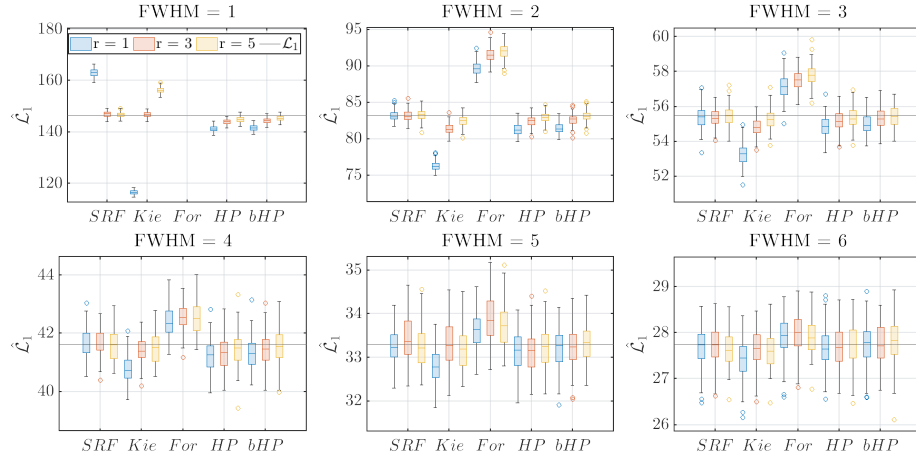 FWHM = 1
FWHM = 2
FWHM = 3
180
160
140
120
r = 1 r = 3 r = 5 ℒ₁
ℒ̂₁
SRF Kie For HP bHP
95
90
85
80
75
ℒ̂₁
SRF Kie For HP bHP
60
58
56
54
52
ℒ̂₁
SRF Kie For HP bHP
FWHM = 4
FWHM = 5
FWHM = 6
44
42
40
ℒ̂₁
SRF Kie For HP bHP
35
34
33
32
ℒ̂₁
SRF Kie For HP bHP
29
28
27
26
ℒ̂₁
SRF Kie For HP bHP